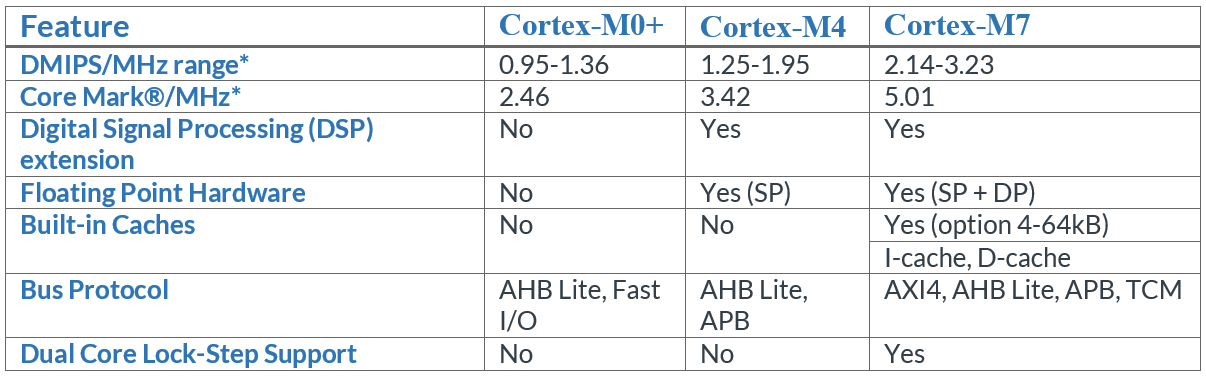 Feature Cortex-M0+ Cortex-M4 Cortex-M7
DMIPS/MHz range* 0.95-1.36 1.25-1.95 2.14-3.23
Core Mark®/MHz* 2.46 3.42 5.01
Digital Signal Processing (DSP) No Yes Yes
extension
Floating Point Hardware No Yes (SP) Yes (SP + DP)
Built-in Caches No No Yes (option 4-64kB)
I-cache, D-cache
Bus Protocol AHB Lite, Fast AHB Lite, AXI4, AHB Lite, APB, TCM
I/O APB
Dual Core Lock-Step Support No No Yes